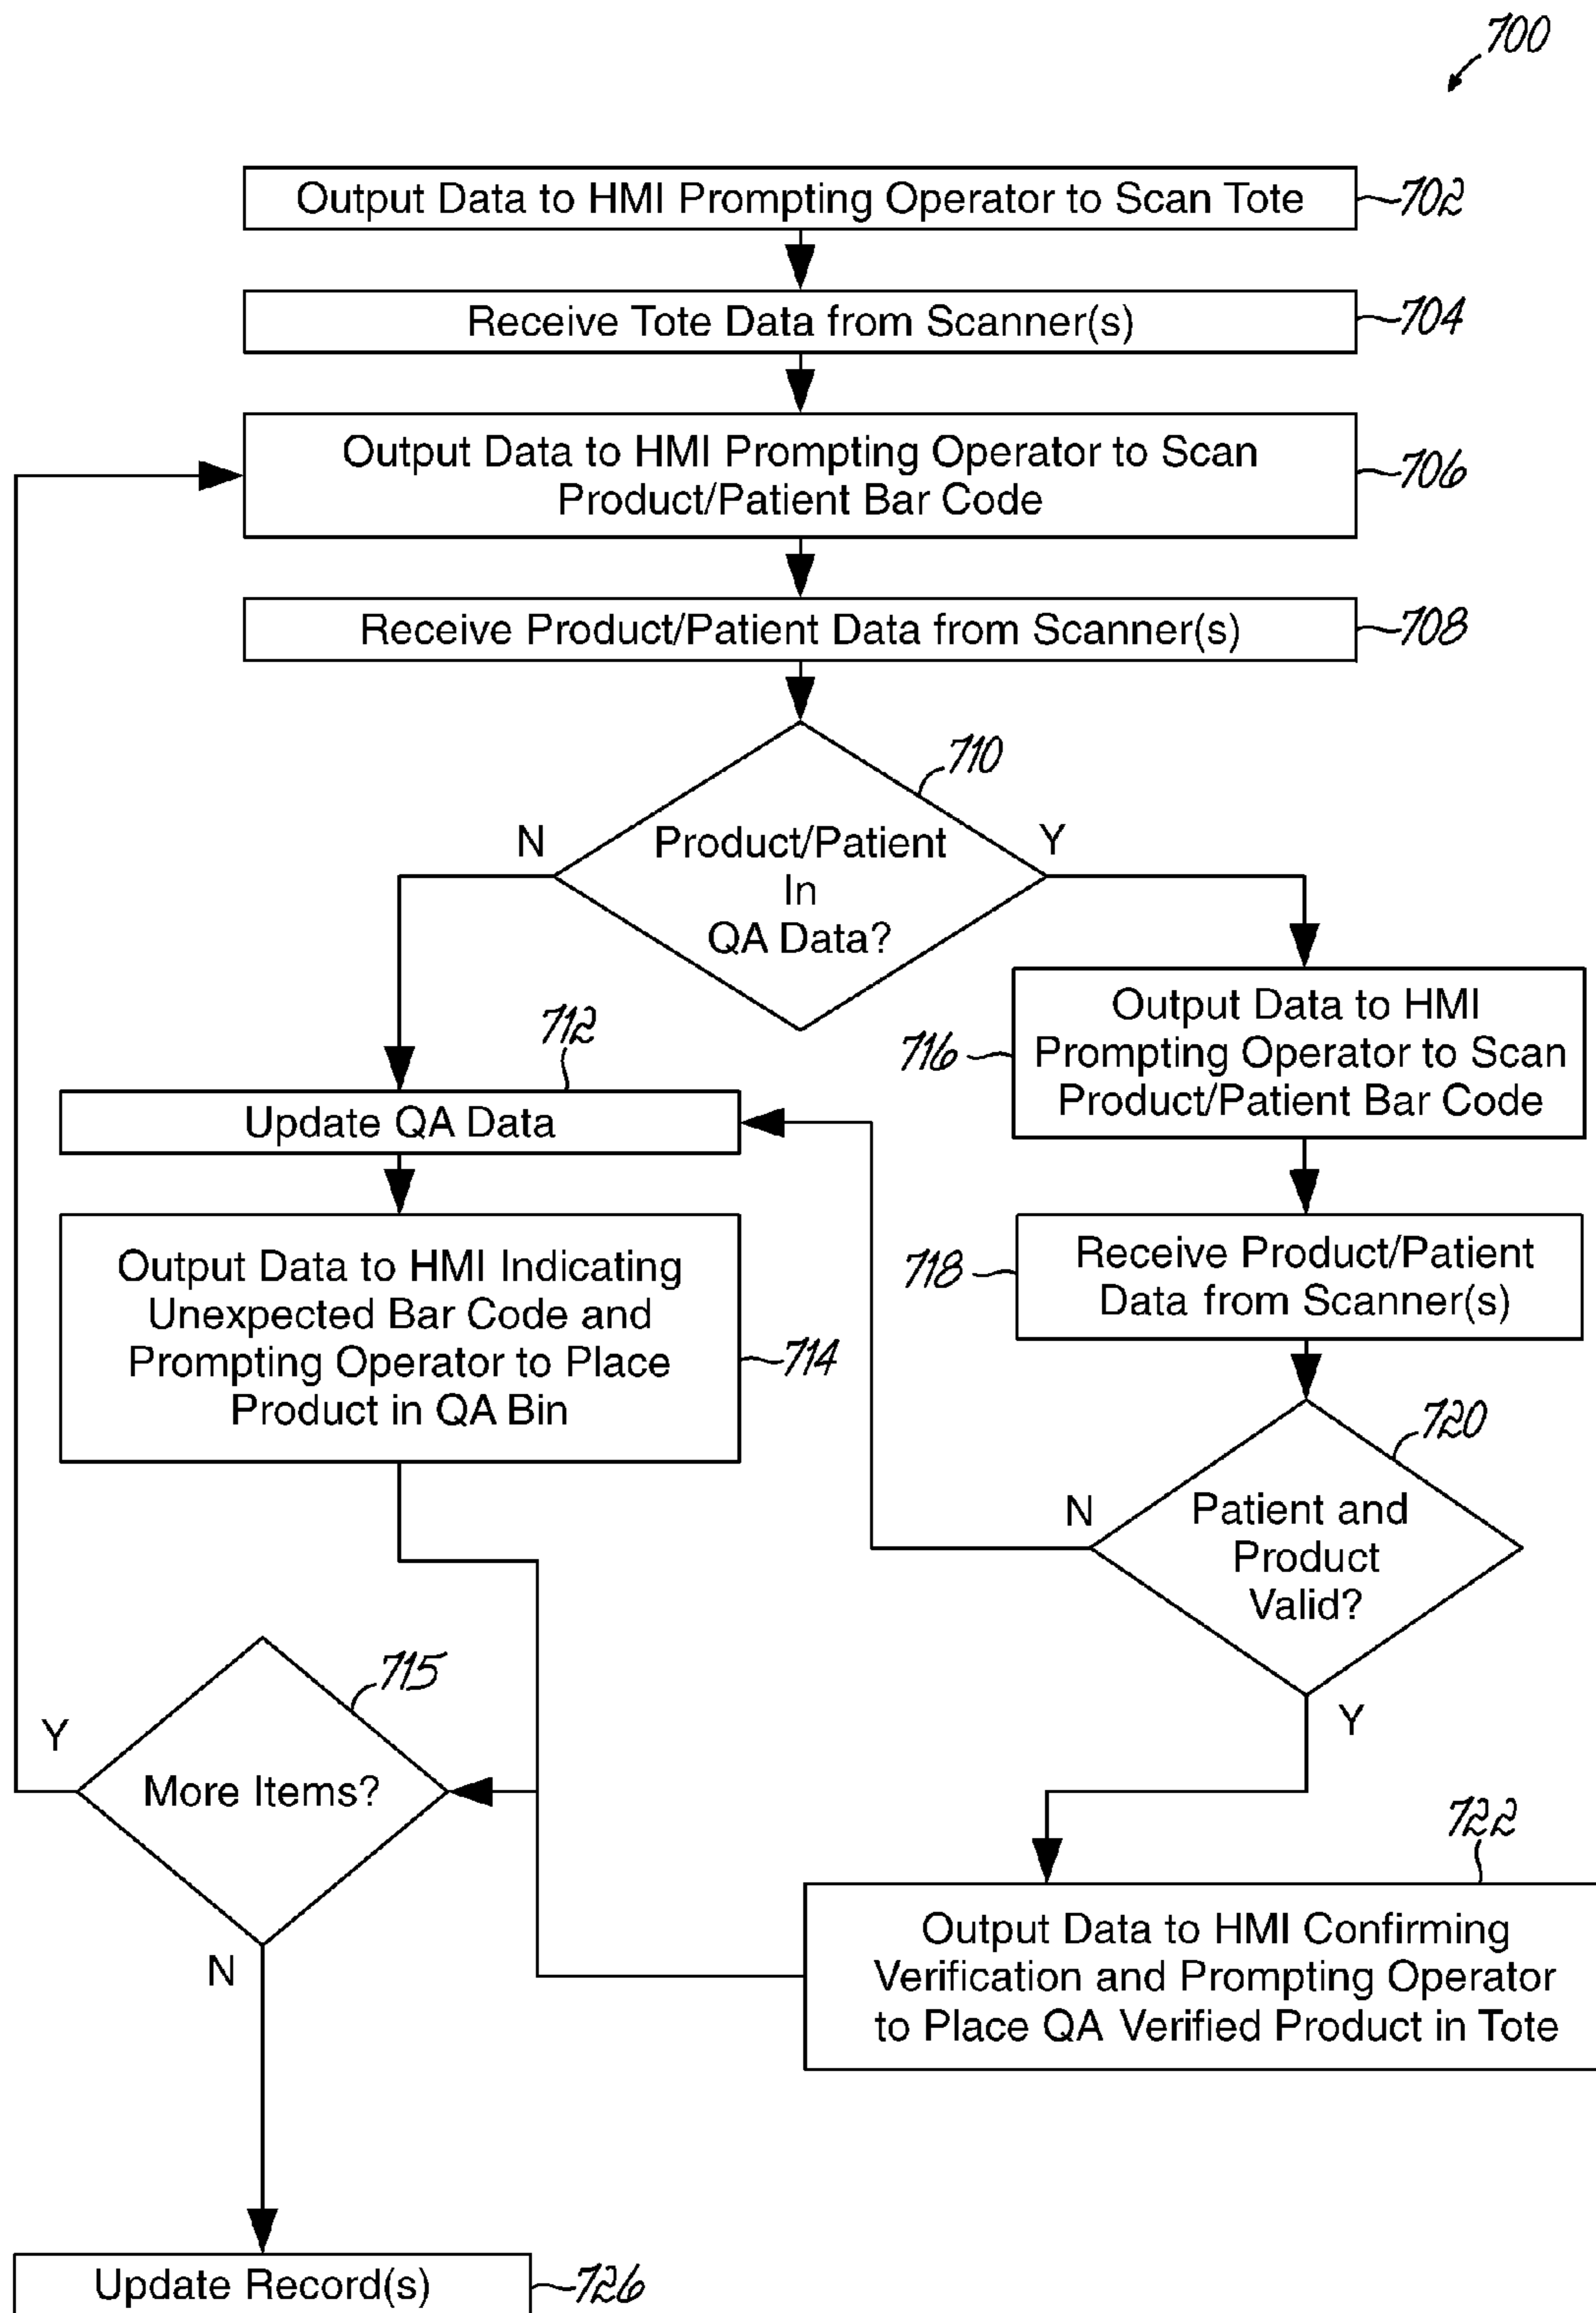 700
Output Data to HMI Prompting Operator to Scan Tote
702
Receive Tote Data from Scanner(s)
704
Output Data to HMI Prompting Operator to Scan
Product/Patient Bar Code
706
Receive Product/Patient Data from Scanner(s)
708
710
Product/Patient
In
QA Data?
N
Y
712
Update QA Data
716
Output Data to HMI
Prompting Operator to Scan
Product/Patient Bar Code
Output Data to HMI Indicating
Unexpected Bar Code and
Prompting Operator to Place
Product in QA Bin
714
718
Receive Product/Patient
Data from Scanner(s)
720
Patient and
Product
Valid?
N
Y
715
More Items?
Y
N
722
Output Data to HMI Confirming
Verification and Prompting Operator
to Place QA Verified Product in Tote
Update Record(s)
726